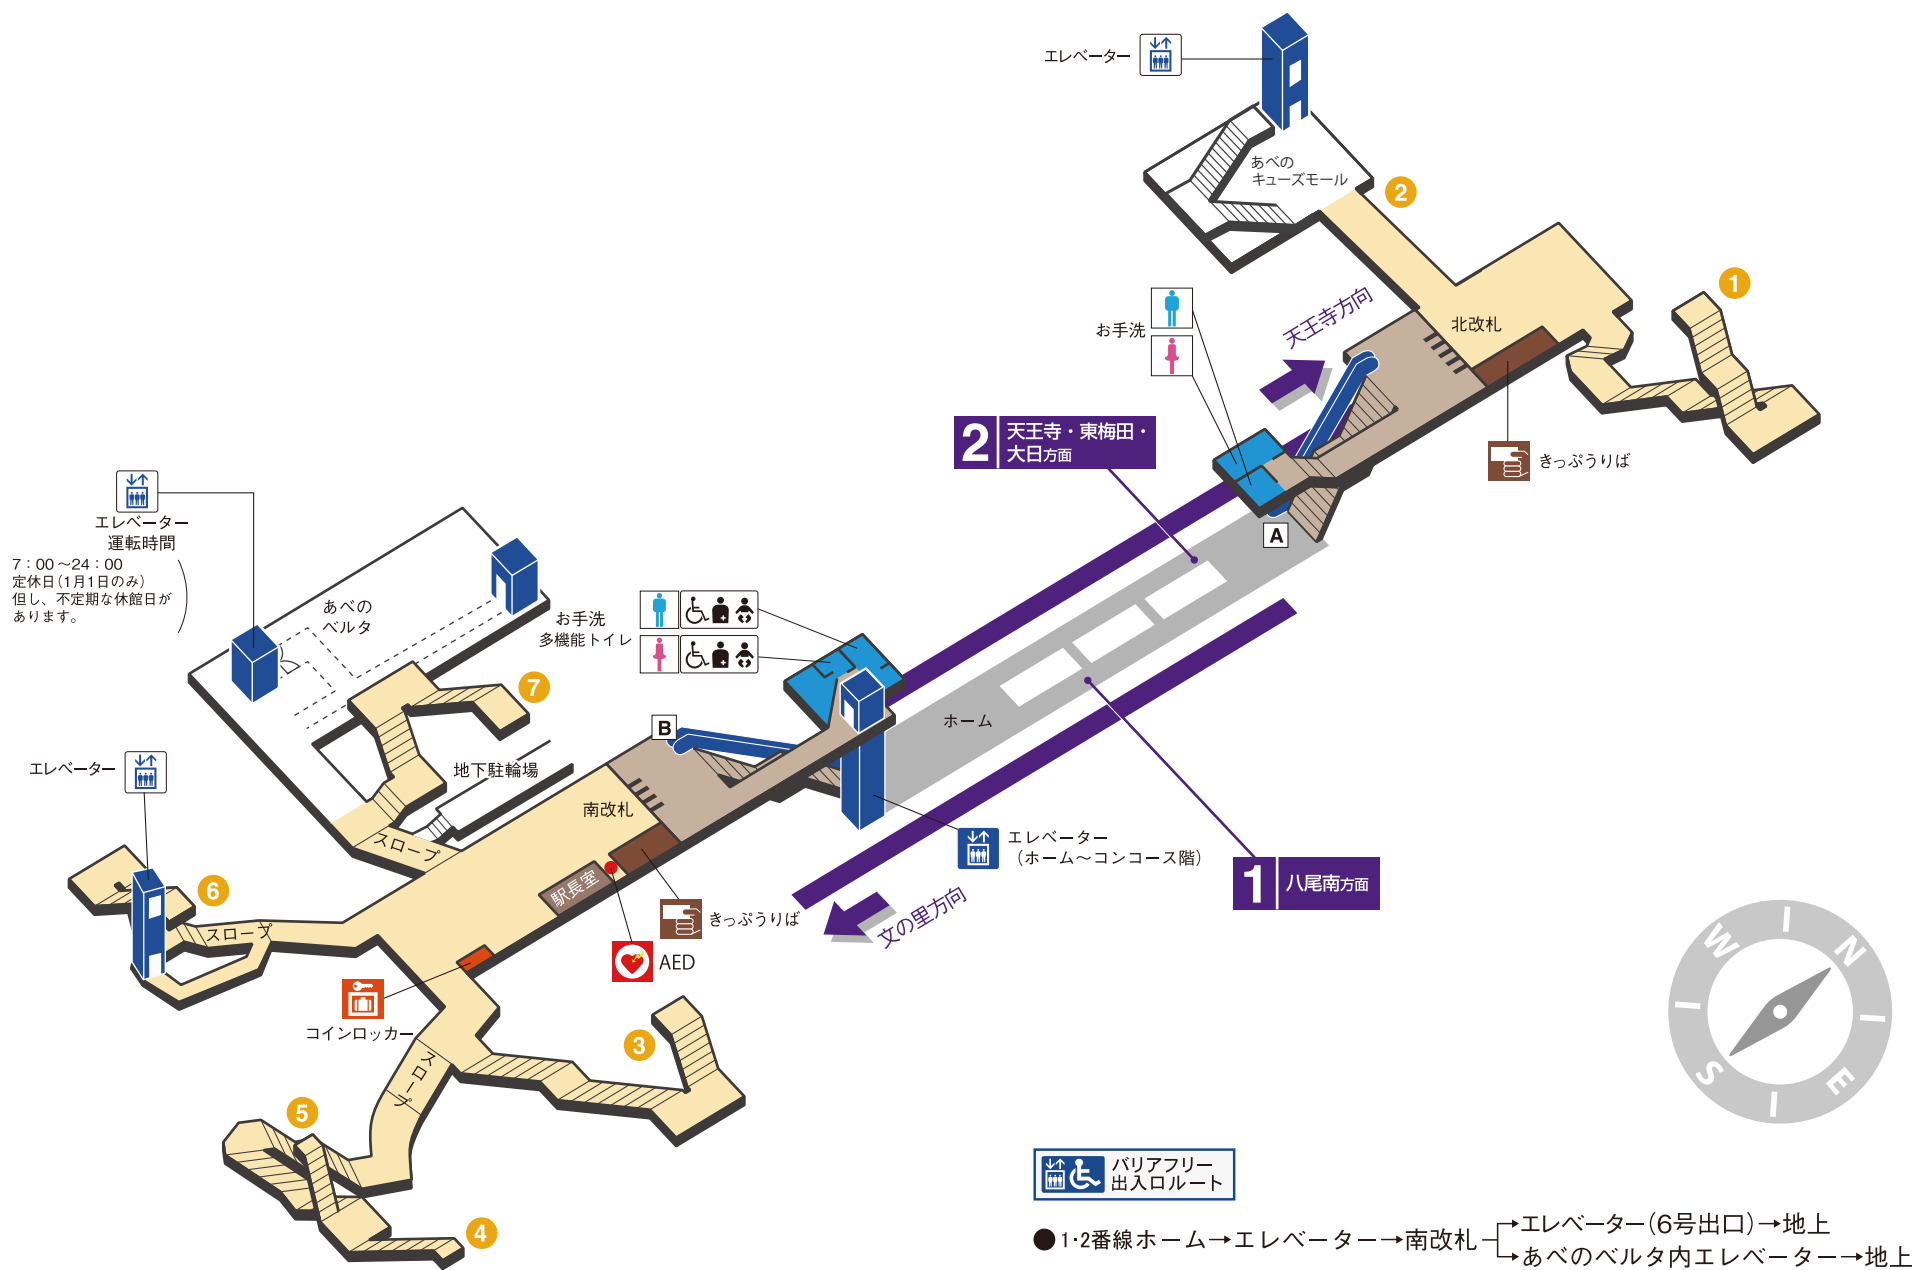 エレベーター
あべの
キューズモール
2
1
北改札
お手洗
天王寺方向
きっぷうりば
2
天王寺・東梅田・
大日方面
A
エレベーター
運転時間
7：00～24：00
定休日(1月1日のみ)
但し、不定期な休館日が
あります。
あべの
ベルタ
お手洗
多機能トイレ
7
B
ホーム
地下駐輪場
エレベーター
南改札
スロープ
エレベーター
(ホーム～コンコース階)
1
八尾南方面
6
スロープ
駅長室
きっぷうりば
文の里方向
AED
コインロッカー
3
スロープ
5
4
N
W
S
E
バリアフリー
出入口ルート
●1・2番線ホーム→エレベーター→南改札
→エレベーター(6号出口)→地上
→あべのベルタ内エレベーター→地上